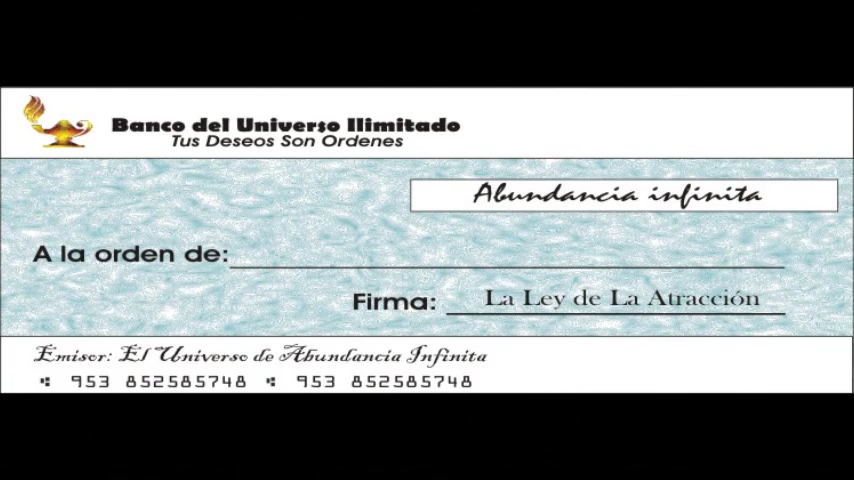 Banco del Universo Ilimitado
Tus Deseos Son Ordenes
Abundancia infinita
A la orden de:
Firma: La Ley de La Atracción
Emisor: El Universo de Abundancia Infinita
⑆ 953 852585748 ⑆ 953 852585748